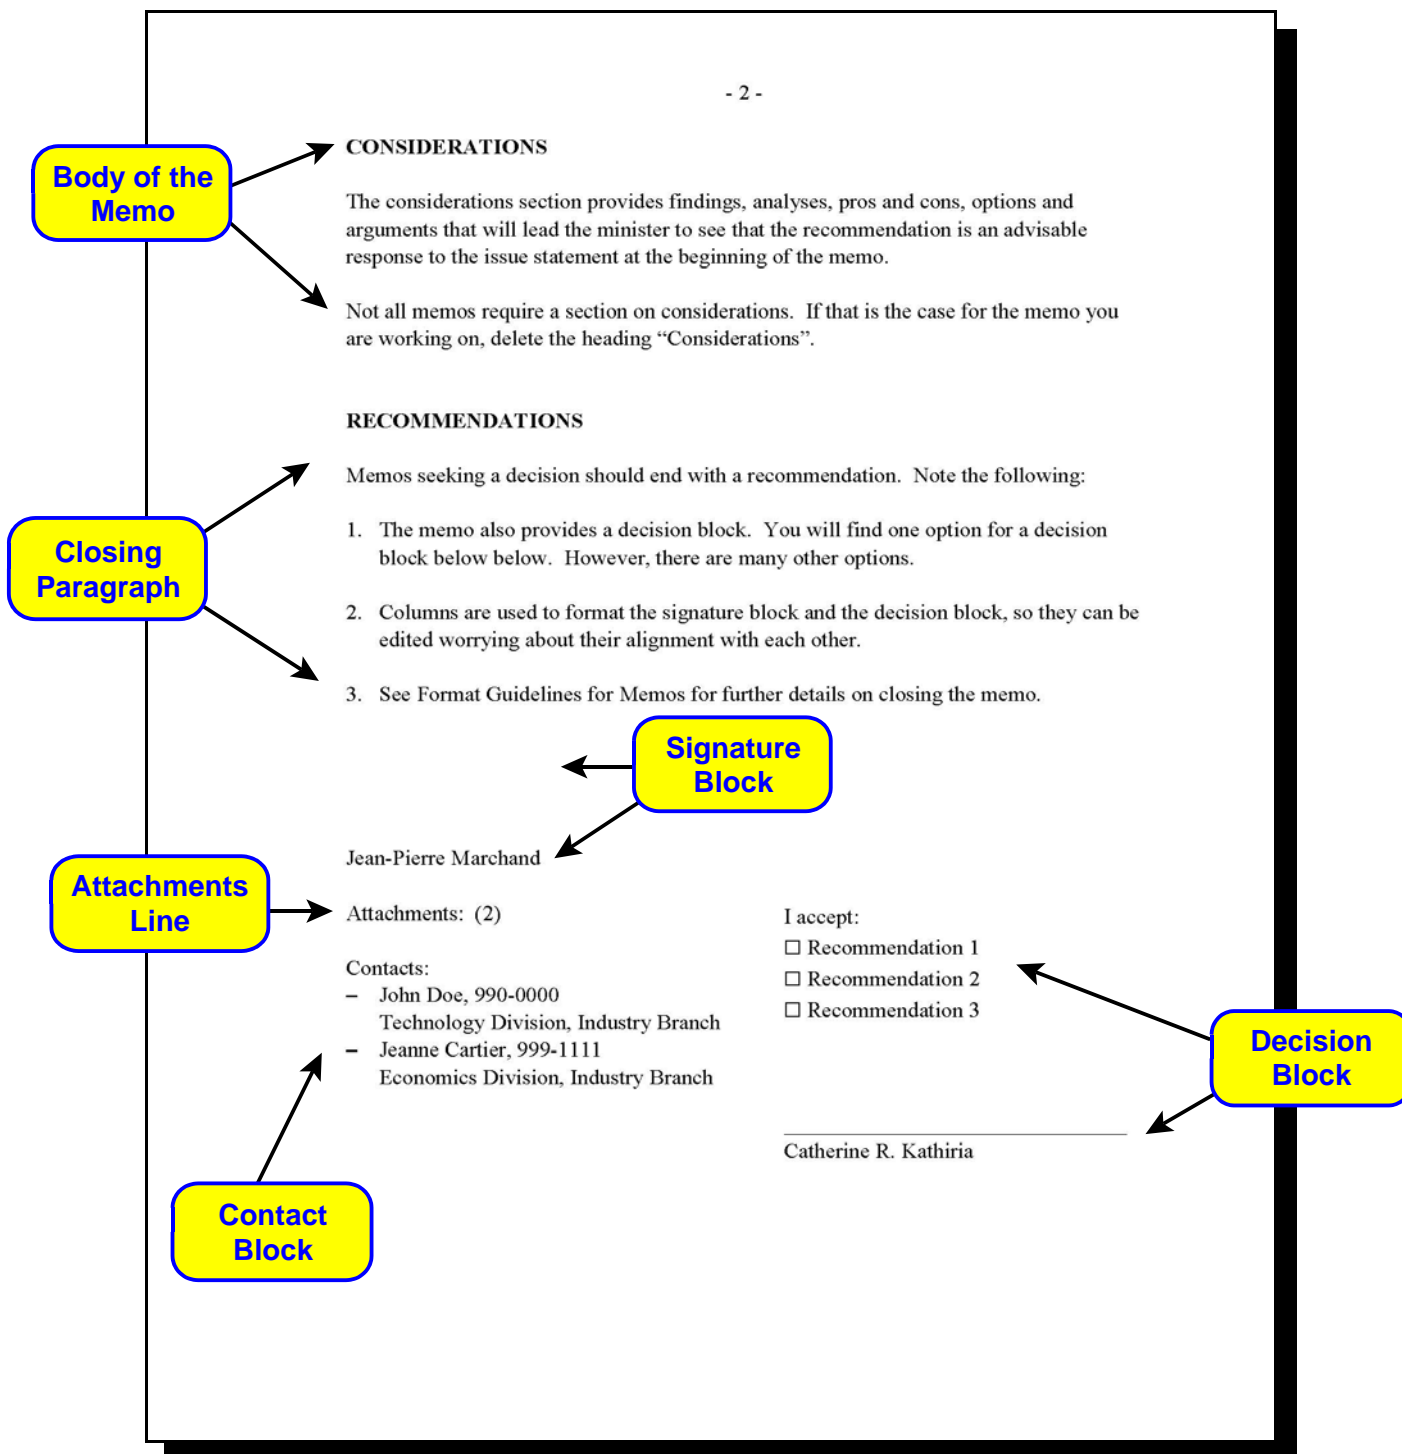 - 2 -
CONSIDERATIONS
Body of the
Memo
The considerations section provides findings, analyses, pros and cons, options and
arguments that will lead the minister to see that the recommendation is an advisable
response to the issue statement at the beginning of the memo.
Not all memos require a section on considerations.  If that is the case for the memo you
are working on, delete the heading “Considerations”.
RECOMMENDATIONS
Memos seeking a decision should end with a recommendation.  Note the following:
Closing
Paragraph
1.  The memo also provides a decision block.  You will find one option for a decision
block below below.  However, there are many other options.
2.  Columns are used to format the signature block and the decision block, so they can be
edited worrying about their alignment with each other.
3.  See Format Guidelines for Memos for further details on closing the memo.
Signature
Block
Jean-Pierre Marchand
Attachments
Line
Attachments:  (2)
Contacts:
–  John Doe, 990-0000
Technology Division, Industry Branch
–  Jeanne Cartier, 999-1111
Economics Division, Industry Branch
I accept:
☐ Recommendation 1
☐ Recommendation 2
☐ Recommendation 3
Decision
Block
Catherine R. Kathiria
Contact
Block